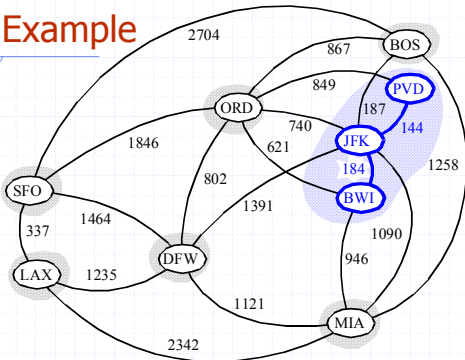 Example
2704
BOS
867
PVD
849
187
ORD
144
740
JFK
1846
621
184
1258
SFO
802
BWI
1391
1464
337
1090
DFW
946
LAX
1235
1121
MIA
2342